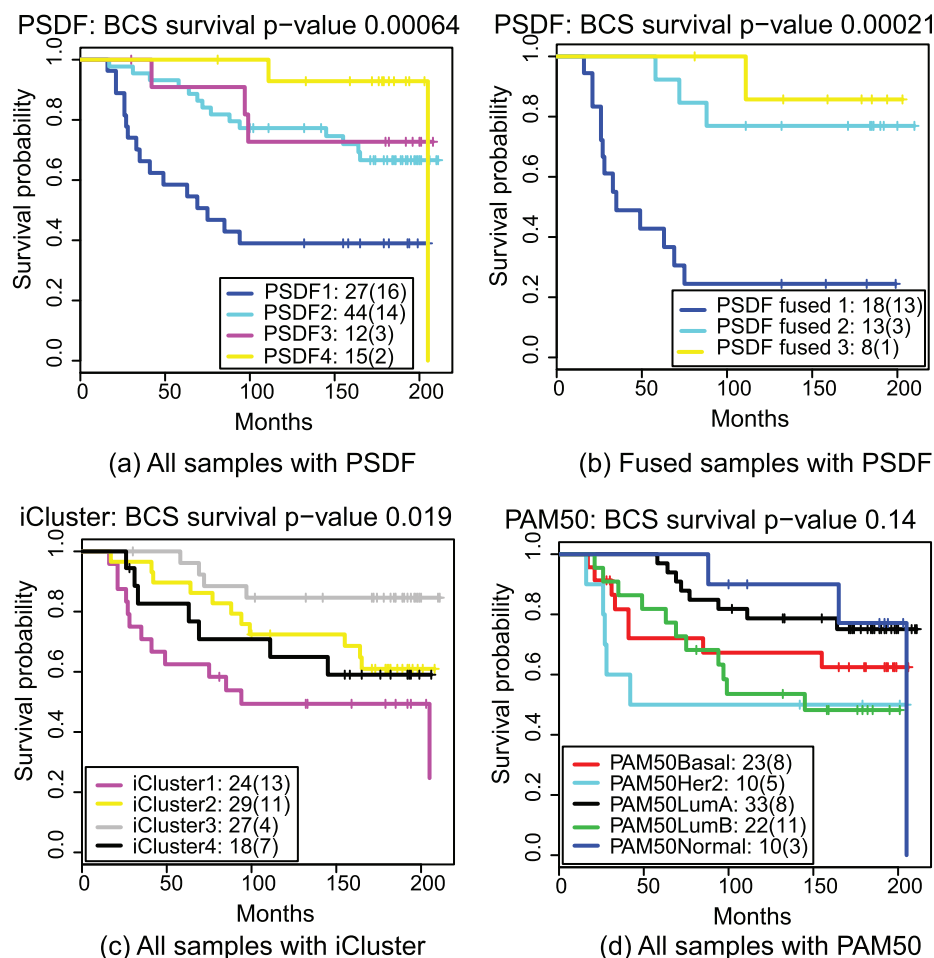 PSDF: BCS survival p−value 0.00064
Survival probability
0.0 0.2 0.4 0.6 0.8 1.0
PSDF1: 27(16)
PSDF2: 44(14)
PSDF3: 12(3)
PSDF4: 15(2)
0 50 100 150 200
Months
(a) All samples with PSDF
PSDF: BCS survival p−value 0.00021
Survival probability
0.0 0.2 0.4 0.6 0.8 1.0
PSDF fused 1: 18(13)
PSDF fused 2: 13(3)
PSDF fused 3: 8(1)
0 50 100 150 200
Months
(b) Fused samples with PSDF
iCluster: BCS survival p−value 0.019
Survival probability
0.0 0.2 0.4 0.6 0.8 1.0
iCluster1: 24(13)
iCluster2: 29(11)
iCluster3: 27(4)
iCluster4: 18(7)
0 50 100 150 200
Months
(c) All samples with iCluster
PAM50: BCS survival p−value 0.14
Survival probability
0.0 0.2 0.4 0.6 0.8 1.0
PAM50Basal: 23(8)
PAM50Her2: 10(5)
PAM50LumA: 33(8)
PAM50LumB: 22(11)
PAM50Normal: 10(3)
0 50 100 150 200
Months
(d) All samples with PAM50